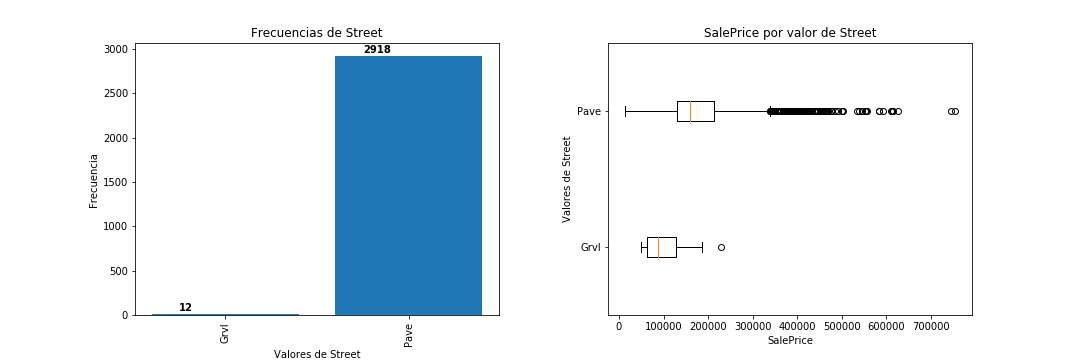 Frecuencias de Street
3000
2500
2000
1500
1000
500
0
Frecuencia
12
2918
Grvl
Pave
Valores de Street
SalePrice por valor de Street
Pave
Grvl
Valores de Street
0
100000
200000
300000
400000
500000
600000
700000
SalePrice